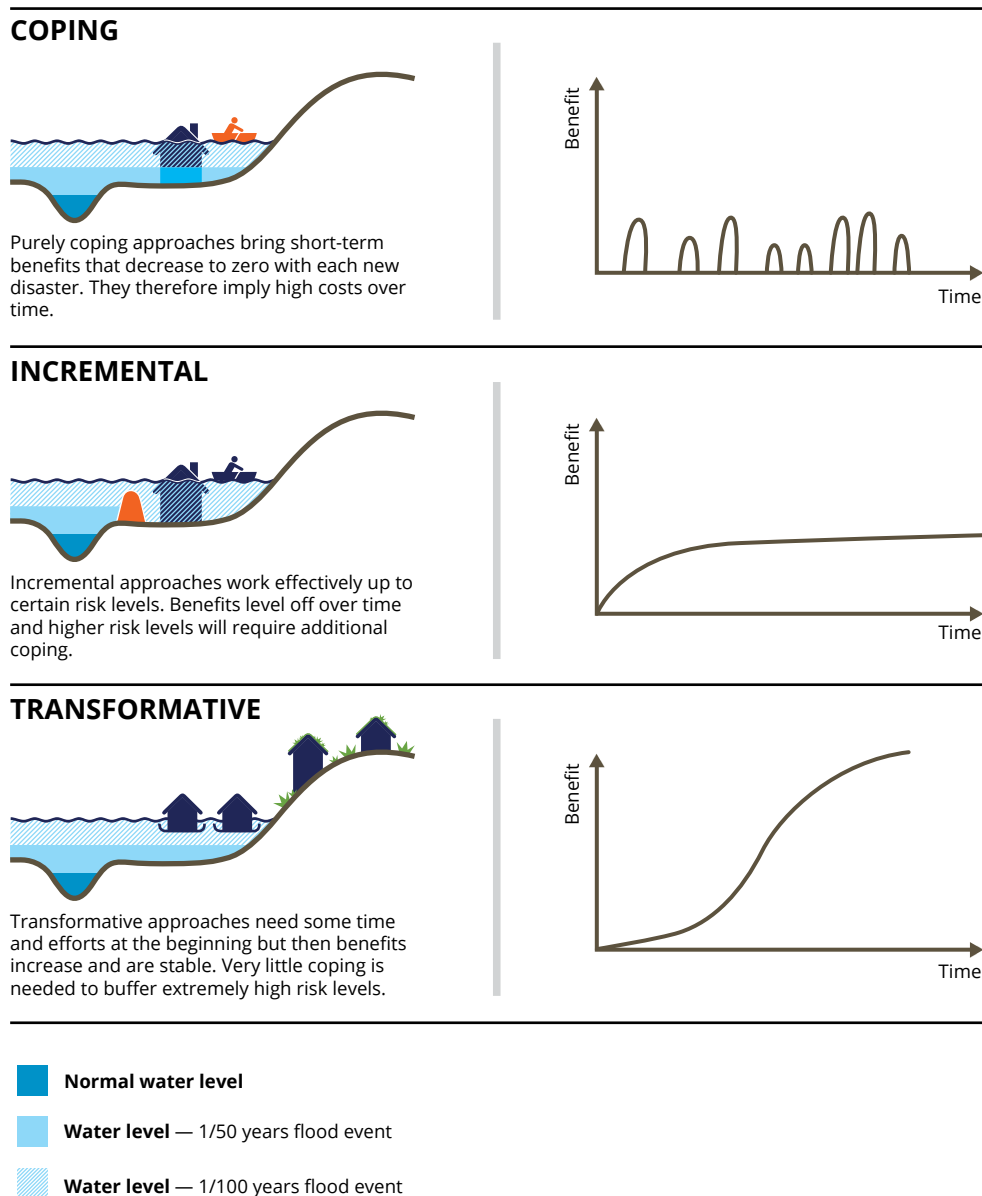 COPING
Purely coping approaches bring short-term
benefits that decrease to zero with each new
disaster. They therefore imply high costs over
time.
Benefit
Time
INCREMENTAL
Incremental approaches work effectively up to
certain risk levels. Benefits level off over time
and higher risk levels will require additional
coping.
Benefit
Time
TRANSFORMATIVE
Transformative approaches need some time
and efforts at the beginning but then benefits
increase and are stable. Very little coping is
needed to buffer extremely high risk levels.
Benefit
Time
Normal water level
Water level — 1/50 years flood event
Water level — 1/100 years flood event